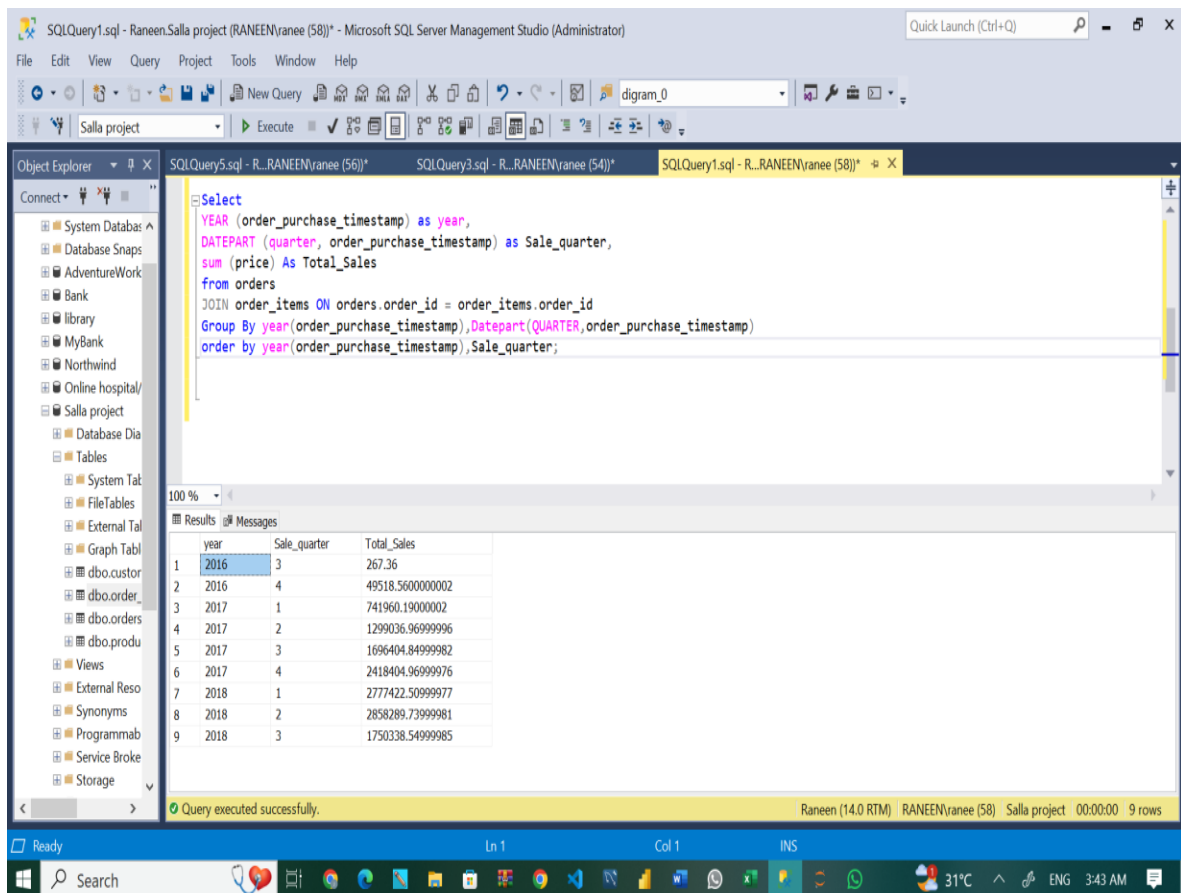 SQLQuery1.sql - Raneen.Salla project (RANEEN\ranee (58))* - Microsoft SQL Server Management Studio (Administrator)
Quick Launch (Ctrl+Q)
File Edit View Query Project Tools Window Help
New Query MDX DMX XMLA DAX digram_0
Salla project Execute
Object Explorer
SQLQuery5.sql - R...RANEEN\ranee (56))* SQLQuery3.sql - R...RANEEN\ranee (54))* SQLQuery1.sql - R...RANEEN\ranee (58))*
Connect
System Databas
Database Snaps
AdventureWork
Bank
library
MyBank
Northwind
Online hospital/
Salla project
Database Dia
Tables
System Tab
FileTables
External Tal
Graph Tabl
dbo.custor
dbo.order_
dbo.orders
dbo.produ
Views
External Reso
Synonyms
Programmab
Service Broke
Storage
Select
YEAR (order_purchase_timestamp) as year,
DATEPART (quarter, order_purchase_timestamp) as Sale_quarter,
sum (price) As Total_Sales
from orders
JOIN order_items ON orders.order_id = order_items.order_id
Group By year(order_purchase_timestamp),Datepart(QUARTER,order_purchase_timestamp)
order by year(order_purchase_timestamp),Sale_quarter;
100 %
Results Messages
year Sale_quarter Total_Sales
1 2016 3 267.36
2 2016 4 49518.5600000002
3 2017 1 741960.19000002
4 2017 2 1299036.96999996
5 2017 3 1696404.84999982
6 2017 4 2418404.96999976
7 2018 1 2777422.50999977
8 2018 2 2858289.73999981
9 2018 3 1750338.54999985
Query executed successfully. Raneen (14.0 RTM) RANEEN\ranee (58) Salla project 00:00:00 9 rows
Ready Ln 1 Col 1 INS
Search 31°C ENG 3:43 AM